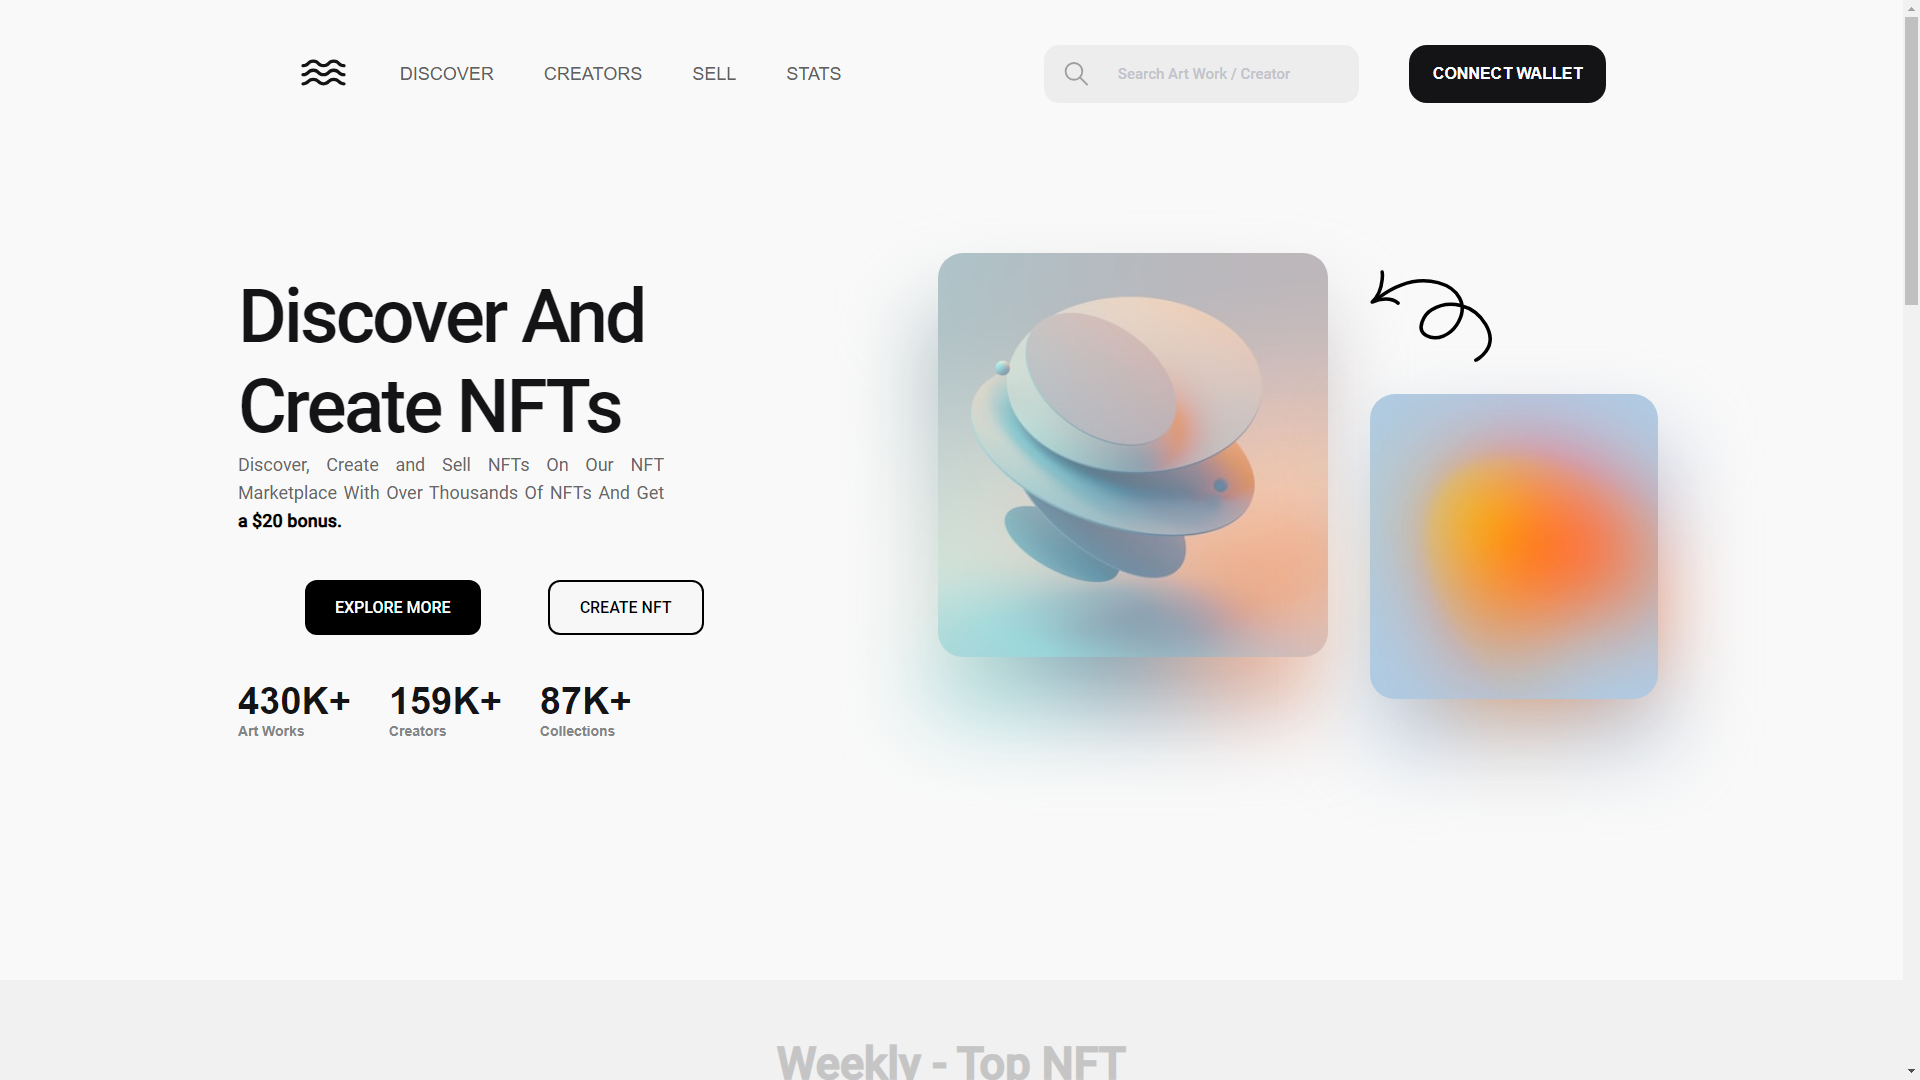 DISCOVER CREATORS SELL STATS Search Art Work / Creator CONNECT WALLET
Discover And
Create NFTs
Discover, Create and Sell NFTs On Our NFT
Marketplace With Over Thousands Of NFTs And Get
a $20 bonus.
EXPLORE MORE CREATE NFT
430K+ 159K+ 87K+
Art Works Creators Collections
Weekly - Top NFT